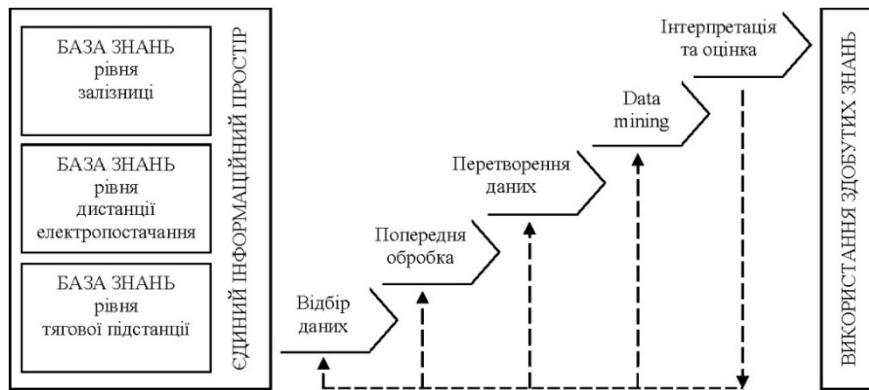 БАЗА ЗНАНЬ
рівня
залізниці
БАЗА ЗНАНЬ
рівня
дистанції
електропостачання
БАЗА ЗНАНЬ
рівня
тягової підстанції
ЄДИНИЙ ІНФОРМАЦІЙНИЙ ПРОСТІР
Відбір
даних
Попередня
обробка
Перетворення
даних
Data
mining
Інтерпретація
та оцінка
ВИКОРИСТАННЯ ЗДОБУТИХ ЗНАНЬ